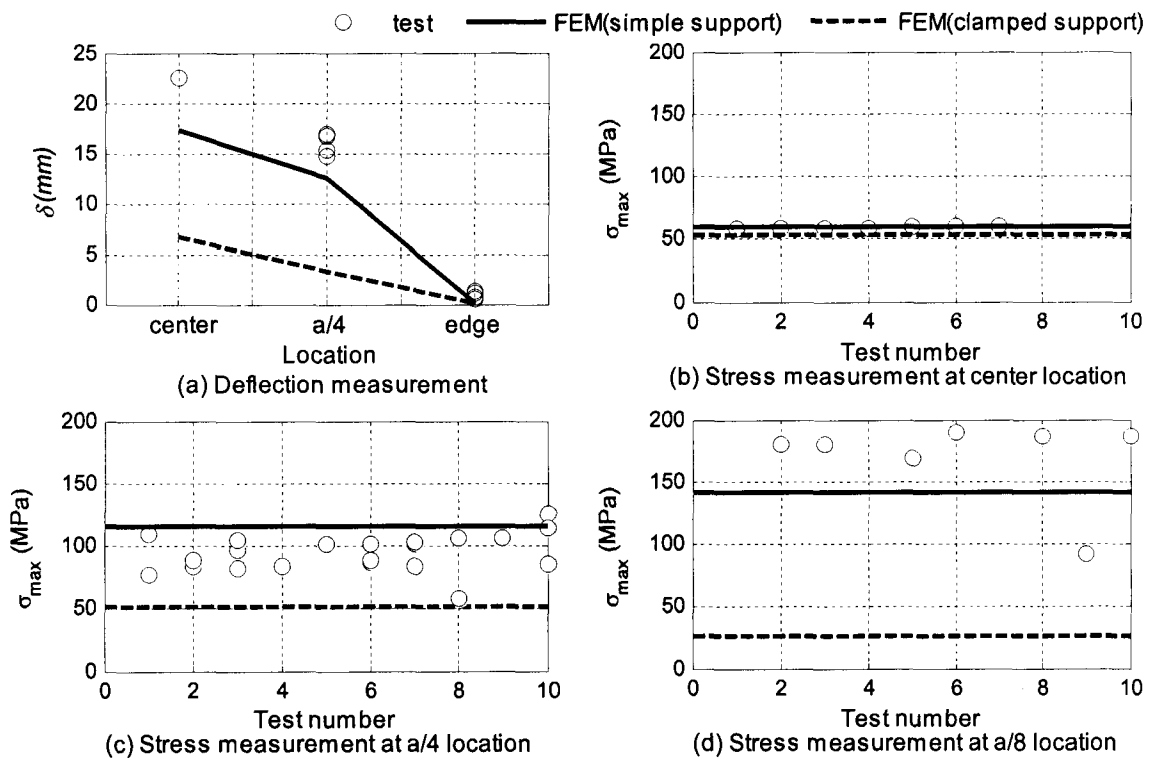 test FEM(simple support) FEM(clamped support)
25
20
15
10
5
0
δ(mm)
center a/4 edge
Location
(a) Deflection measurement
200
150
100
50
0
σmax (MPa)
0 2 4 6 8 10
Test number
(b) Stress measurement at center location
200
150
100
50
0
σmax (MPa)
0 2 4 6 8 10
Test number
(c) Stress measurement at a/4 location
200
150
100
50
0
σmax (MPa)
0 2 4 6 8 10
Test number
(d) Stress measurement at a/8 location